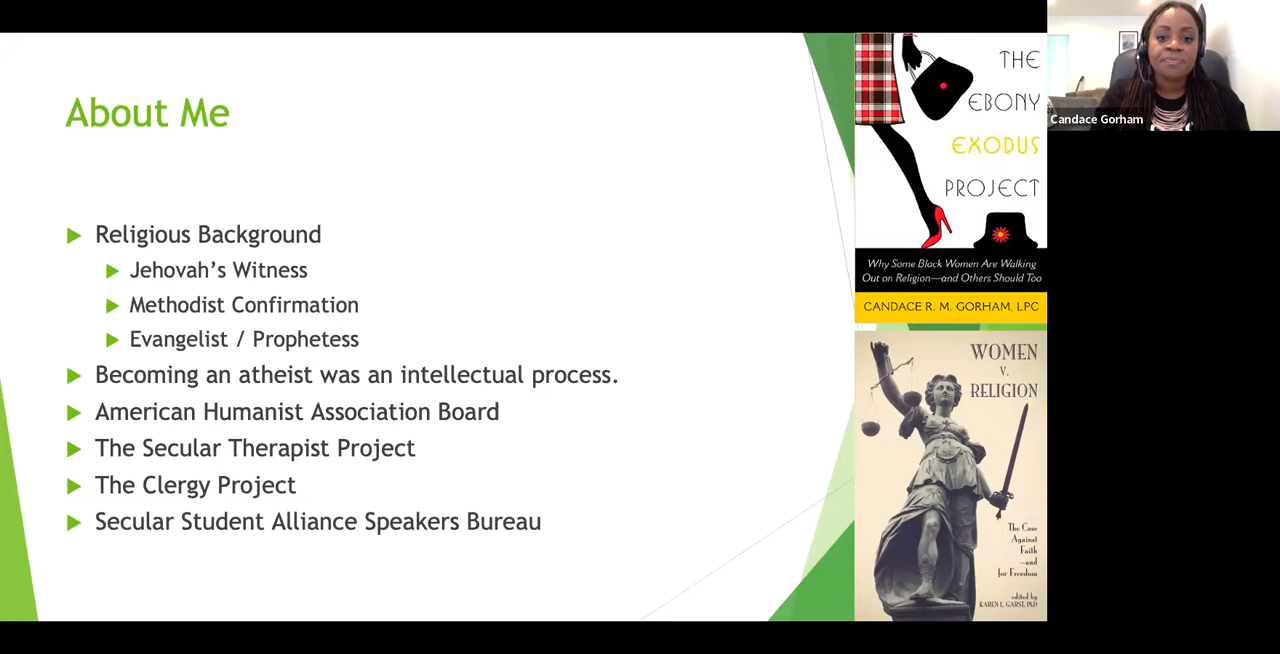 About Me
Religious Background
Jehovah's Witness
Methodist Confirmation
Evangelist / Prophetess
Becoming an atheist was an intellectual process.
American Humanist Association Board
The Secular Therapist Project
The Clergy Project
Secular Student Alliance Speakers Bureau
THE
EBONY
EXODUS
PROJECT
Why Some Black Women Are Walking
Out on Religion—and Others Should Too
CANDACE R. M. GORHAM, LPC
WOMEN
V.
RELIGION
The Case
Against
Faith
—and
for Freedom
edited by
KAREN L. GARST, PhD
Candace Gorham